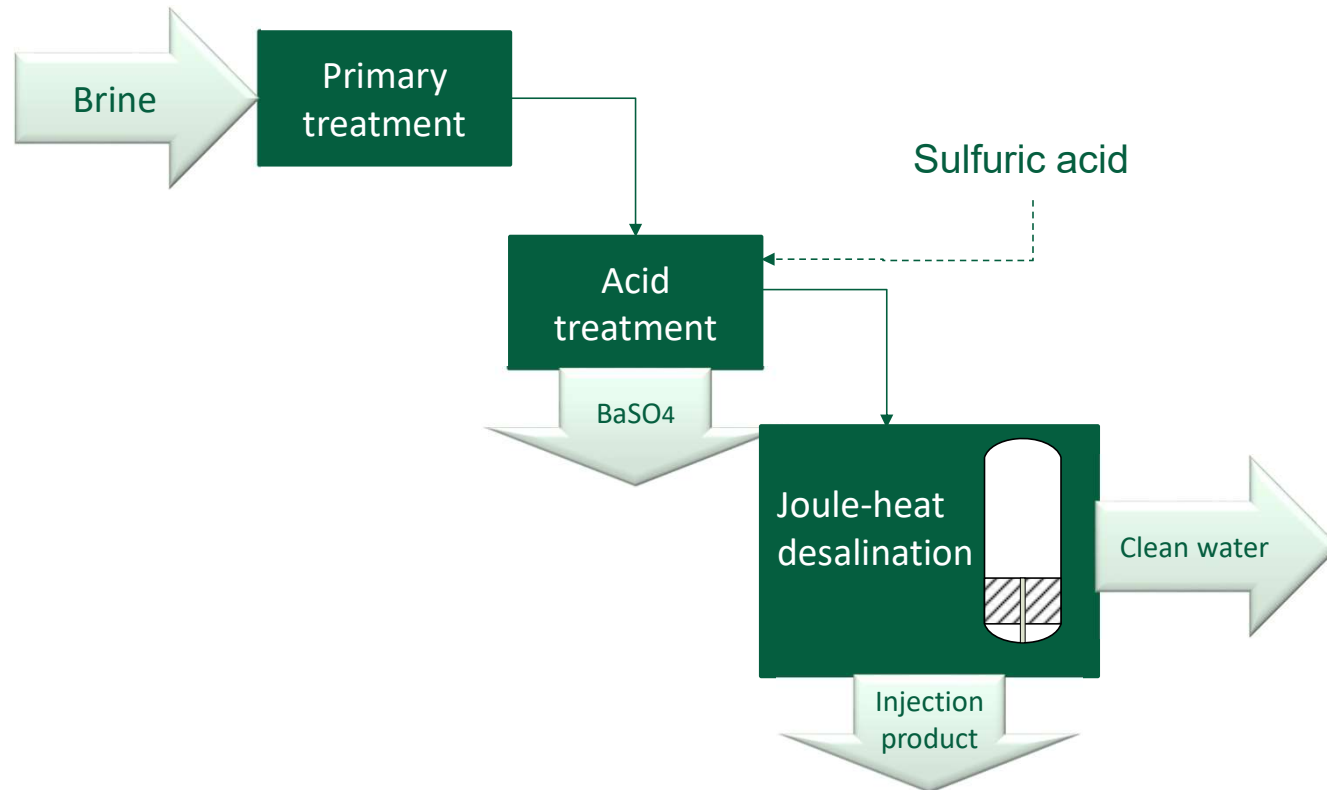 Brine
Primary
treatment
Sulfuric acid
Acid
treatment
BaSO4
Joule-heat
desalination
Clean water
Injection
product